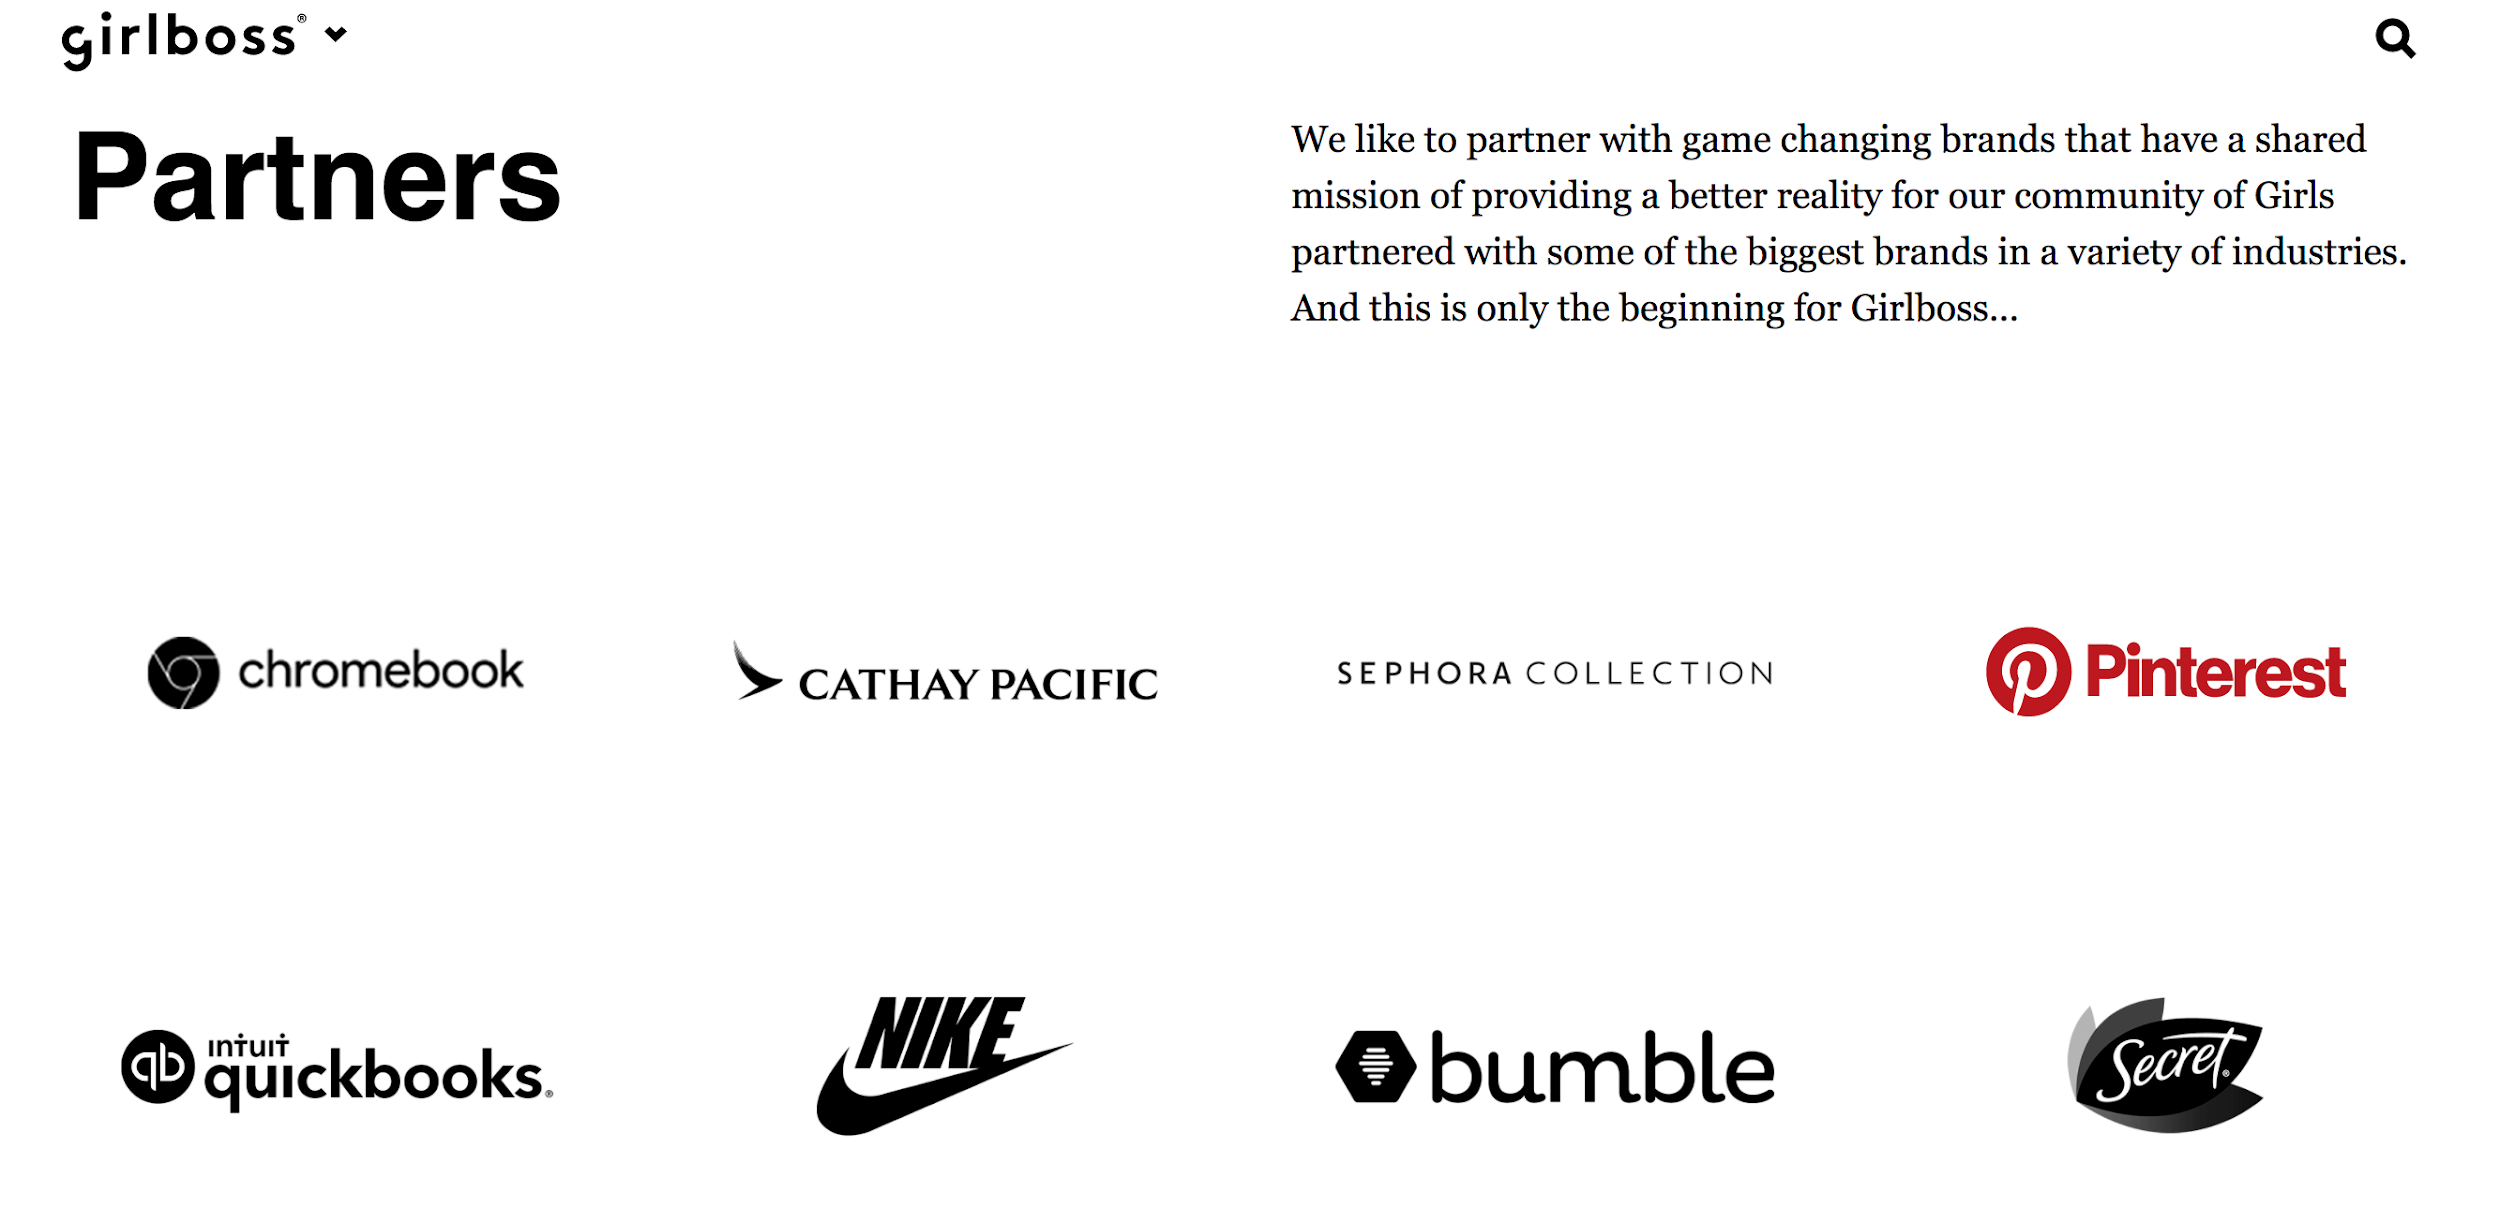 girlboss®
Partners
We like to partner with game changing brands that have a shared
mission of providing a better reality for our community of Girls
partnered with some of the biggest brands in a variety of industries.
And this is only the beginning for Girlboss...
chromebook
CATHAY PACIFIC
SEPHORA COLLECTION
Pinterest
qb
intuit
quickbooks®
NIKE
bumble
Secret®